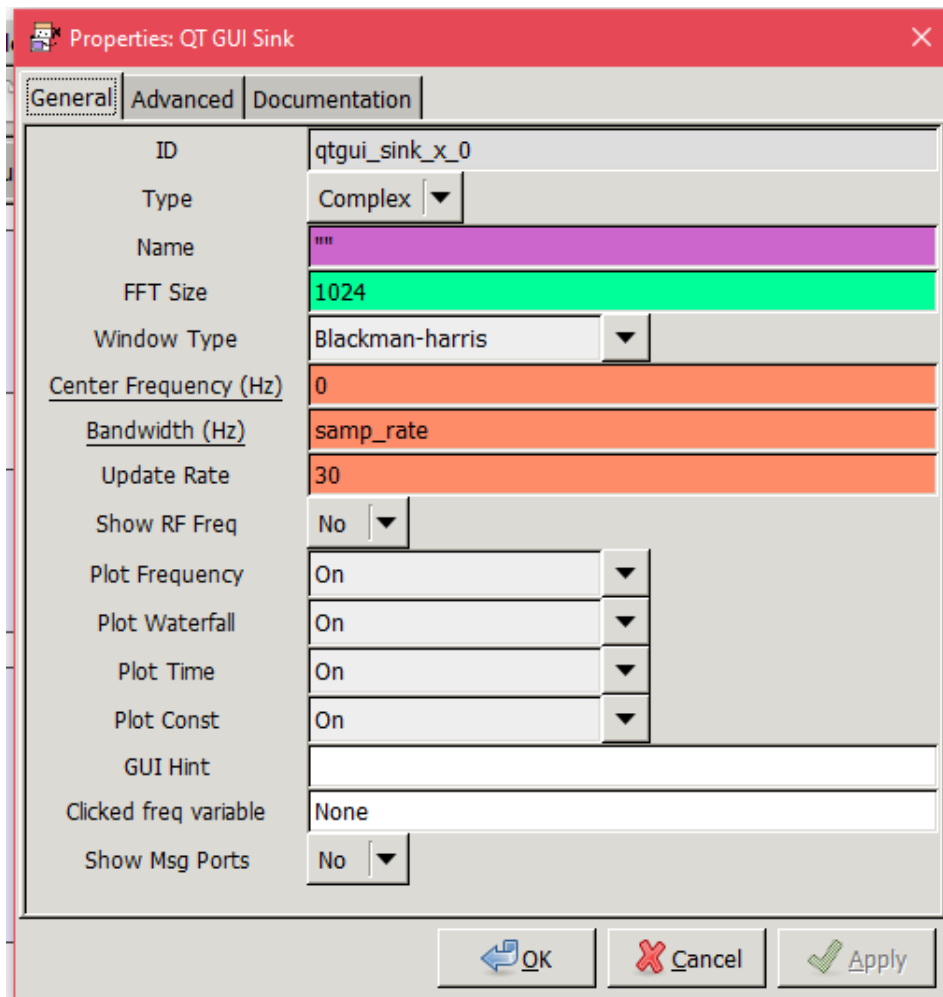 Properties: QT GUI Sink
General Advanced Documentation
ID qtgui_sink_x_0
Type Complex
Name ""
FFT Size 1024
Window Type Blackman-harris
Center Frequency (Hz) 0
Bandwidth (Hz) samp_rate
Update Rate 30
Show RF Freq No
Plot Frequency On
Plot Waterfall On
Plot Time On
Plot Const On
GUI Hint
Clicked freq variable None
Show Msg Ports No
OK Cancel Apply